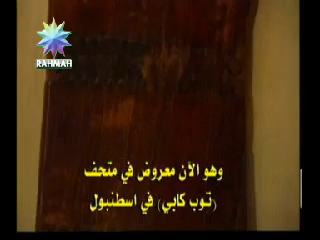 RAHMAH
وهو الآن معروض في متحف
(توب كابي) في اسطنبول